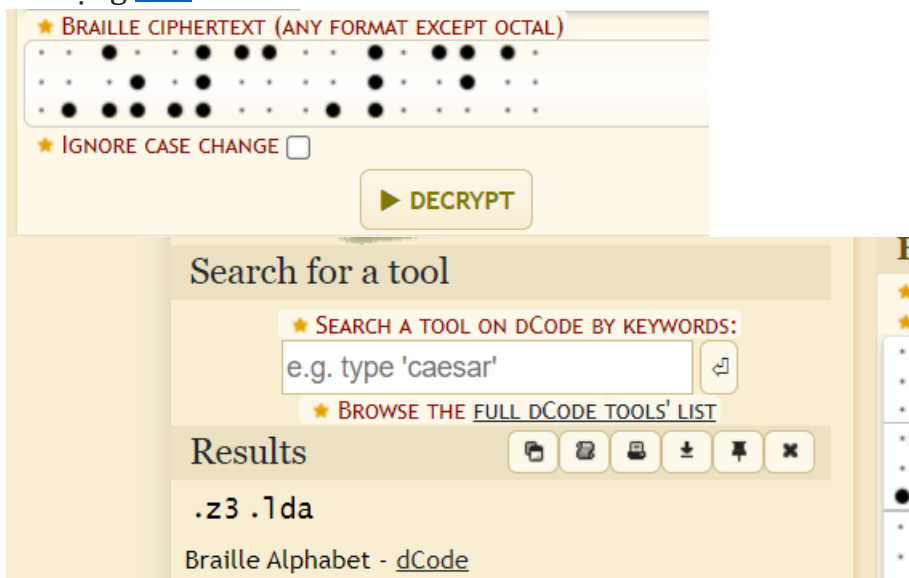 BRAILLE CIPHERTEXT (ANY FORMAT EXCEPT OCTAL)
⠠⠵⠼⠉⠠⠇⠙⠁
IGNORE CASE CHANGE
▶ DECRYPT
Search for a tool
SEARCH A TOOL ON DCODE BY KEYWORDS:
e.g. type 'caesar'
BROWSE THE FULL DCODE TOOLS' LIST
Results
.z3.lda
Braille Alphabet - dCode